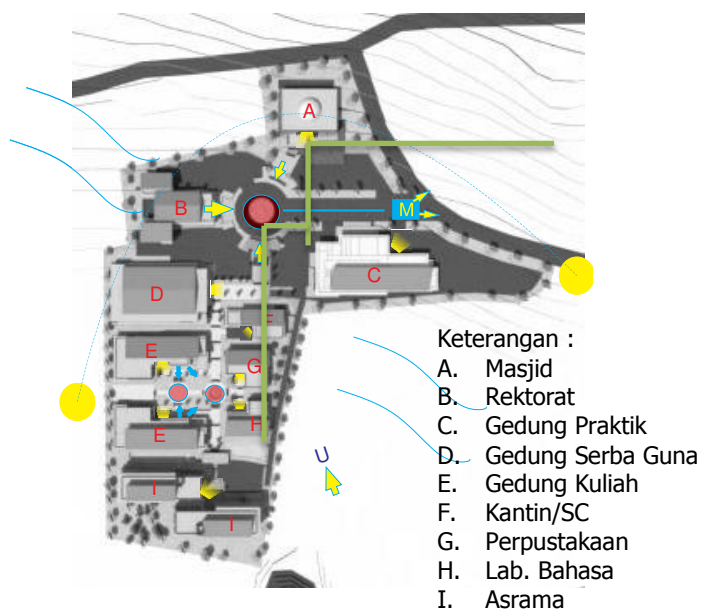 A
B
M
C
D
F
E
G
H
E
I
I
U
Keterangan :
A. Masjid
B. Rektorat
C. Gedung Praktik
D. Gedung Serba Guna
E. Gedung Kuliah
F. Kantin/SC
G. Perpustakaan
H. Lab. Bahasa
I. Asrama